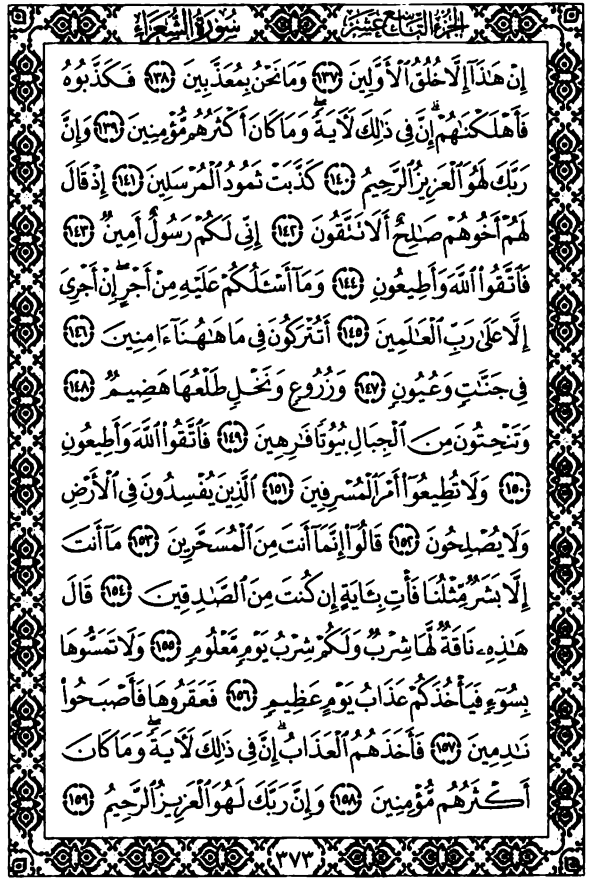 الجزء التاسع عشر سورة الشعراء
إِنْ هَٰذَآ إِلَّا خُلُقُ ٱلْأَوَّلِينَ ١٣٧ وَمَا نَحْنُ بِمُعَذَّبِينَ ١٣٨ فَكَذَّبُوهُ
فَأَهْلَكْنَٰهُمْ ۗ إِنَّ فِى ذَٰلِكَ لَءَايَةً ۖ وَمَا كَانَ أَكْثَرُهُم مُّؤْمِنِينَ ١٣٩ وَإِنَّ
رَبَّكَ لَهُوَ ٱلْعَزِيزُ ٱلرَّحِيمُ ١٤٠ كَذَّبَتْ ثَمُودُ ٱلْمُرْسَلِينَ ١٤١ إِذْ قَالَ
لَهُمْ أَخُوهُمْ صَٰلِحٌ أَلَا تَتَّقُونَ ١٤٢ إِنِّى لَكُمْ رَسُولٌ أَمِينٌ ١٤٣
فَٱتَّقُوا۟ ٱللَّهَ وَأَطِيعُونِ ١٤٤ وَمَآ أَسْـَٔلُكُمْ عَلَيْهِ مِنْ أَجْرٍ ۖ إِنْ أَجْرِىَ
إِلَّا عَلَىٰ رَبِّ ٱلْعَٰلَمِينَ ١٤٥ أَتُتْرَكُونَ فِى مَا هَٰهُنَآ ءَامِنِينَ ١٤٦
فِى جَنَّٰتٍ وَعُيُونٍ ١٤٧ وَزُرُوعٍ وَنَخْلٍ طَلْعُهَا هَضِيمٌ ١٤٨
وَتَنْحِتُونَ مِنَ ٱلْجِبَالِ بُيُوتًا فَٰرِهِينَ ١٤٩ فَٱتَّقُوا۟ ٱللَّهَ وَأَطِيعُونِ
١٥٠ وَلَا تُطِيعُوٓا۟ أَمْرَ ٱلْمُسْرِفِينَ ١٥١ ٱلَّذِينَ يُفْسِدُونَ فِى ٱلْأَرْضِ
وَلَا يُصْلِحُونَ ١٥٢ قَالُوٓا۟ إِنَّمَآ أَنتَ مِنَ ٱلْمُسَحَّرِينَ ١٥٣ مَآ أَنتَ
إِلَّا بَشَرٌ مِّثْلُنَا فَأْتِ بِـَٔايَةٍ إِن كُنتَ مِنَ ٱلصَّٰدِقِينَ ١٥٤ قَالَ
هَٰذِهِۦ نَاقَةٌ لَّهَا شِرْبٌ وَلَكُمْ شِرْبُ يَوْمٍ مَّعْلُومٍ ١٥٥ وَلَا تَمَسُّوهَا
بِسُوٓءٍ فَيَأْخُذَكُمْ عَذَابُ يَوْمٍ عَظِيمٍ ١٥٦ فَعَقَرُوهَا فَأَصْبَحُوا۟
نَٰدِمِينَ ١٥٧ فَأَخَذَهُمُ ٱلْعَذَابُ ۗ إِنَّ فِى ذَٰلِكَ لَءَايَةً ۖ وَمَا كَانَ
أَكْثَرُهُم مُّؤْمِنِينَ ١٥٨ وَإِنَّ رَبَّكَ لَهُوَ ٱلْعَزِيزُ ٱلرَّحِيمُ ١٥٩
٣٧٣